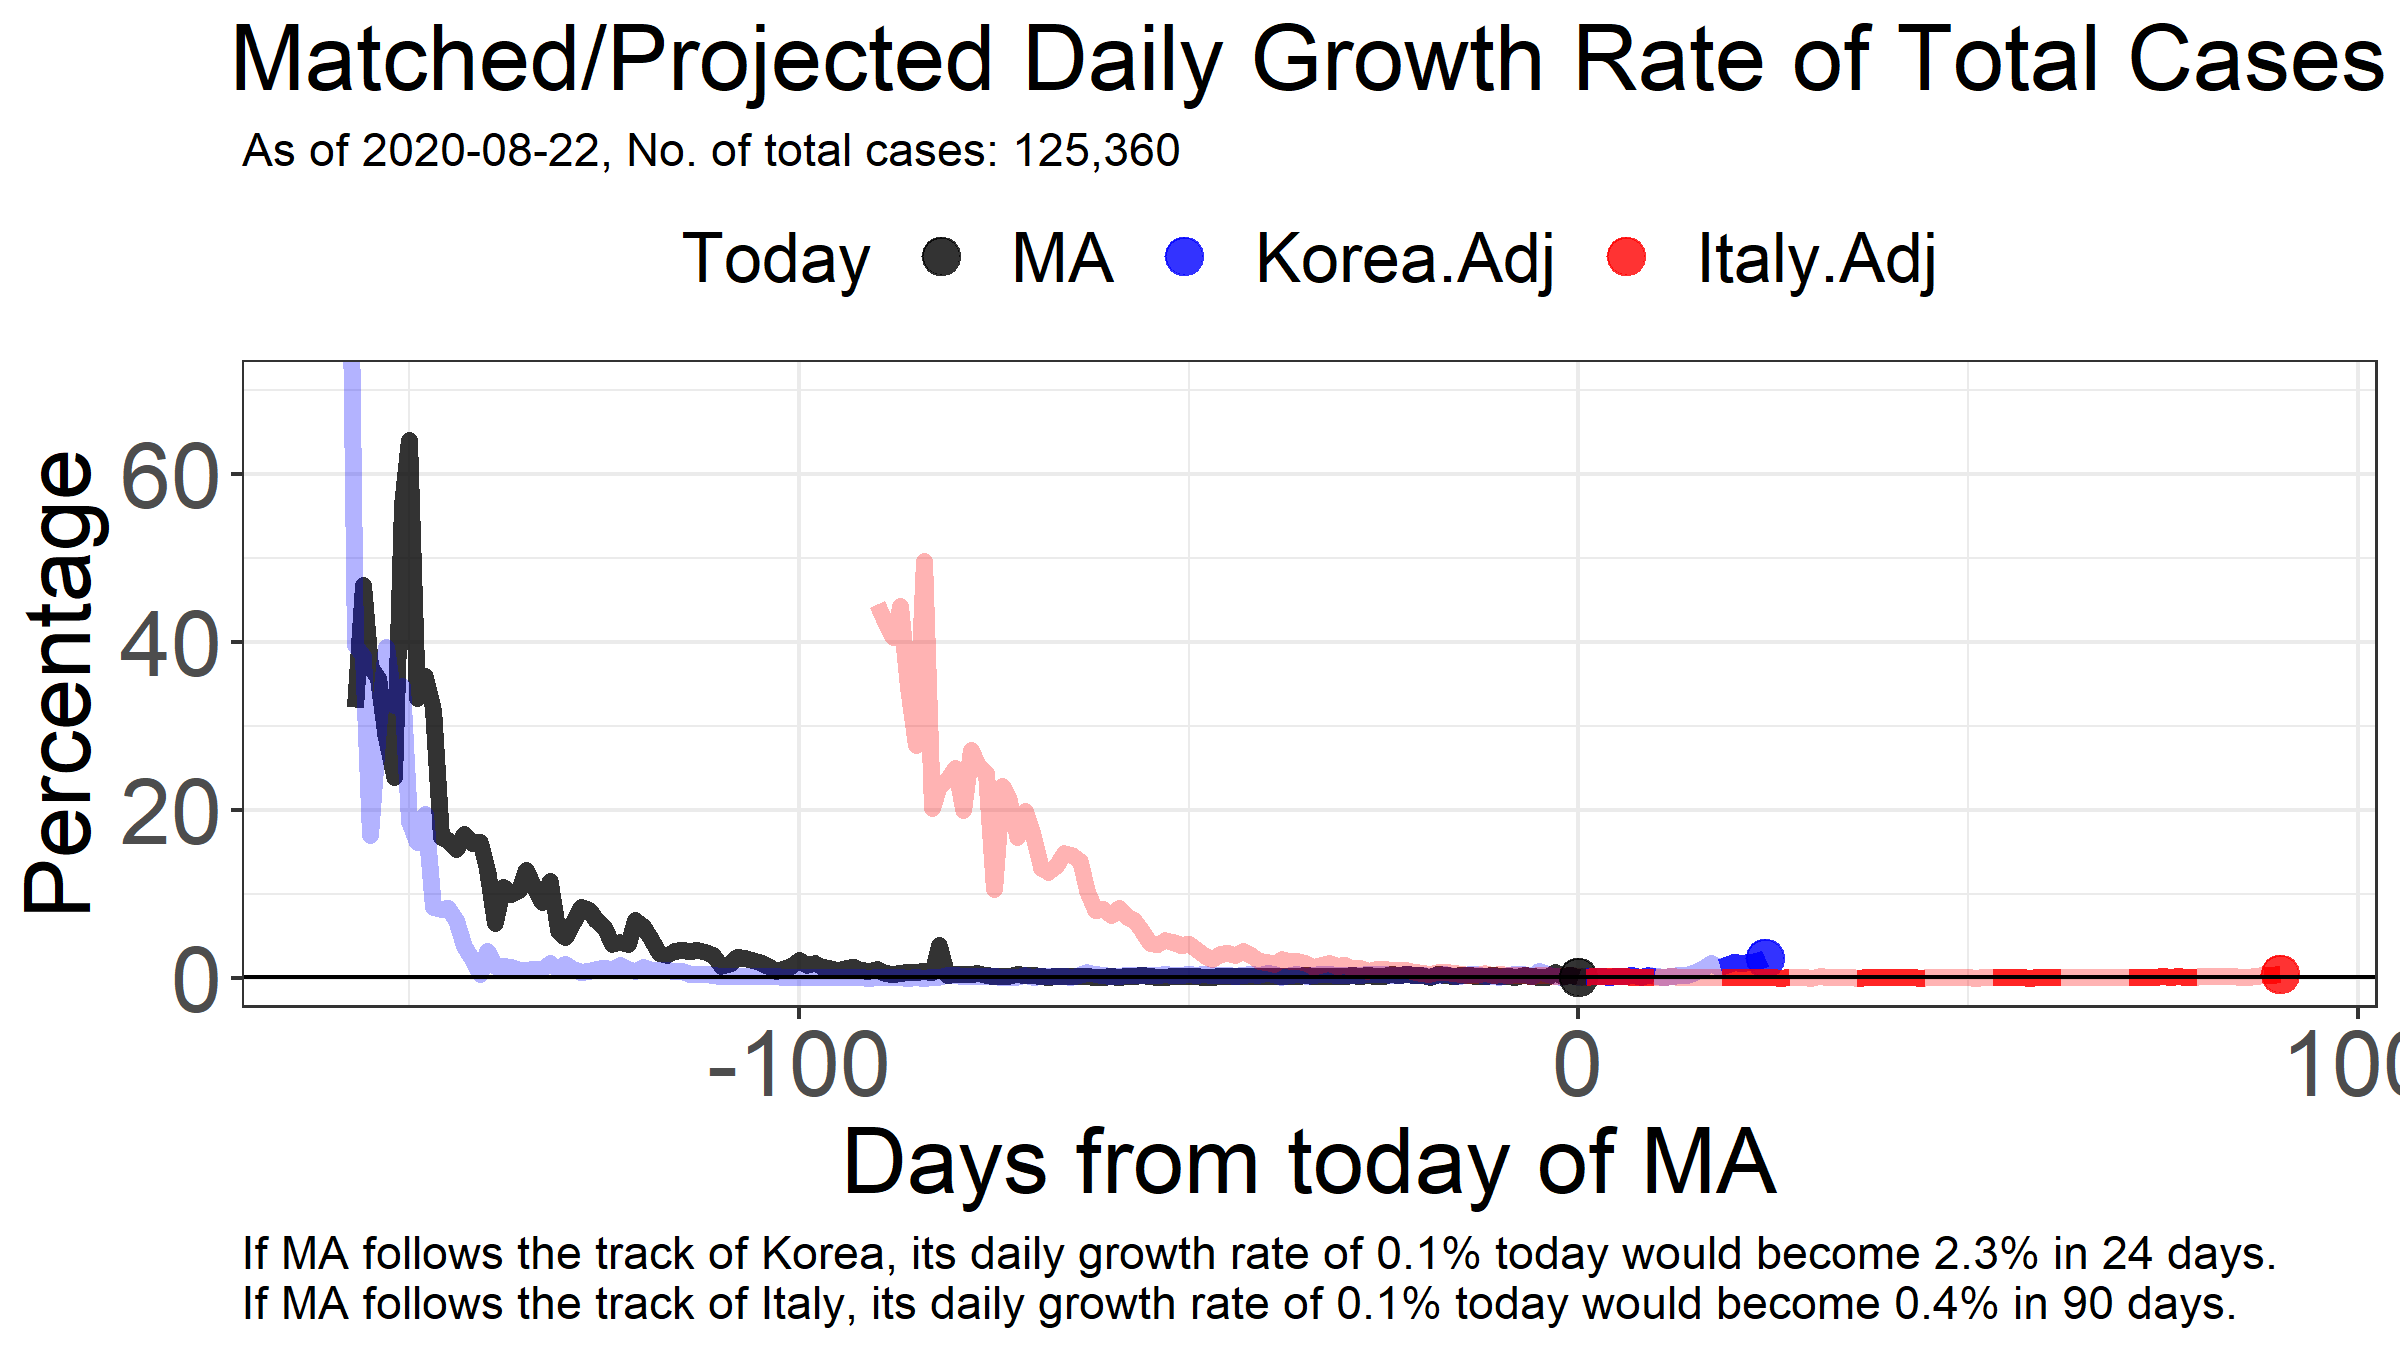 Matched/Projected Daily Growth Rate of Total Cases
As of 2020-08-22, No. of total cases: 125,360
Today MA Korea.Adj Italy.Adj
Percentage
60
40
20
0
-100 0 100
Days from today of MA
If MA follows the track of Korea, its daily growth rate of 0.1% today would become 2.3% in 24 days.
If MA follows the track of Italy, its daily growth rate of 0.1% today would become 0.4% in 90 days.